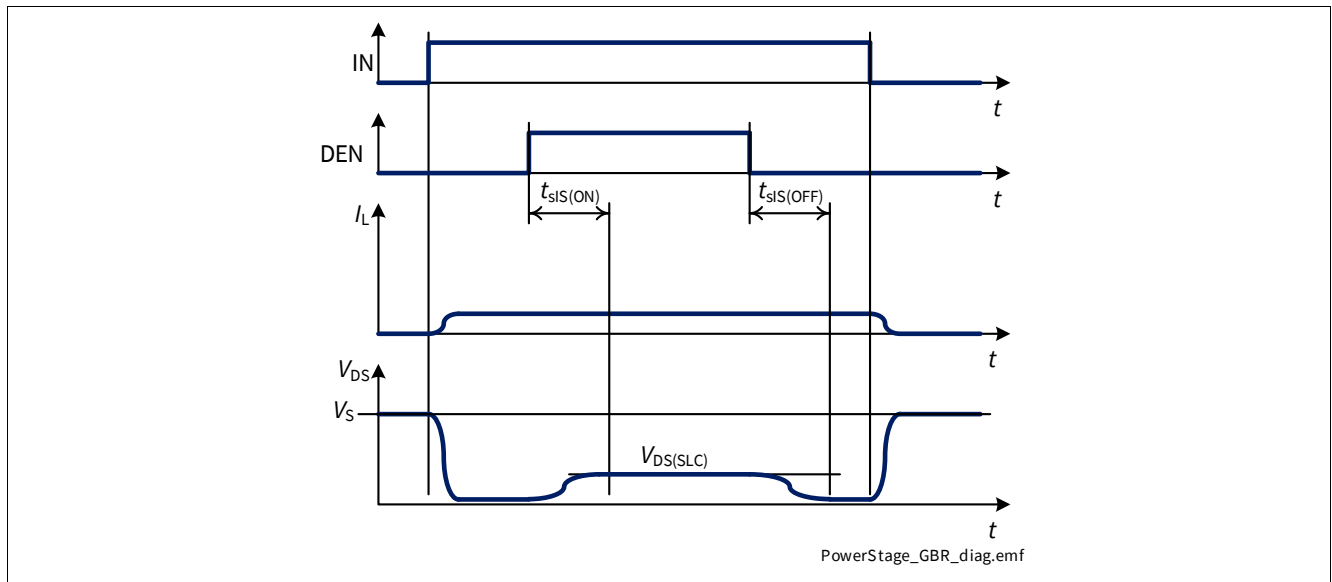 IN
t
DEN
t
tsIS(ON)
tsIS(OFF)
IL
t
VDS
VS
VDS(SLC)
t
PowerStage_GBR_diag.emf